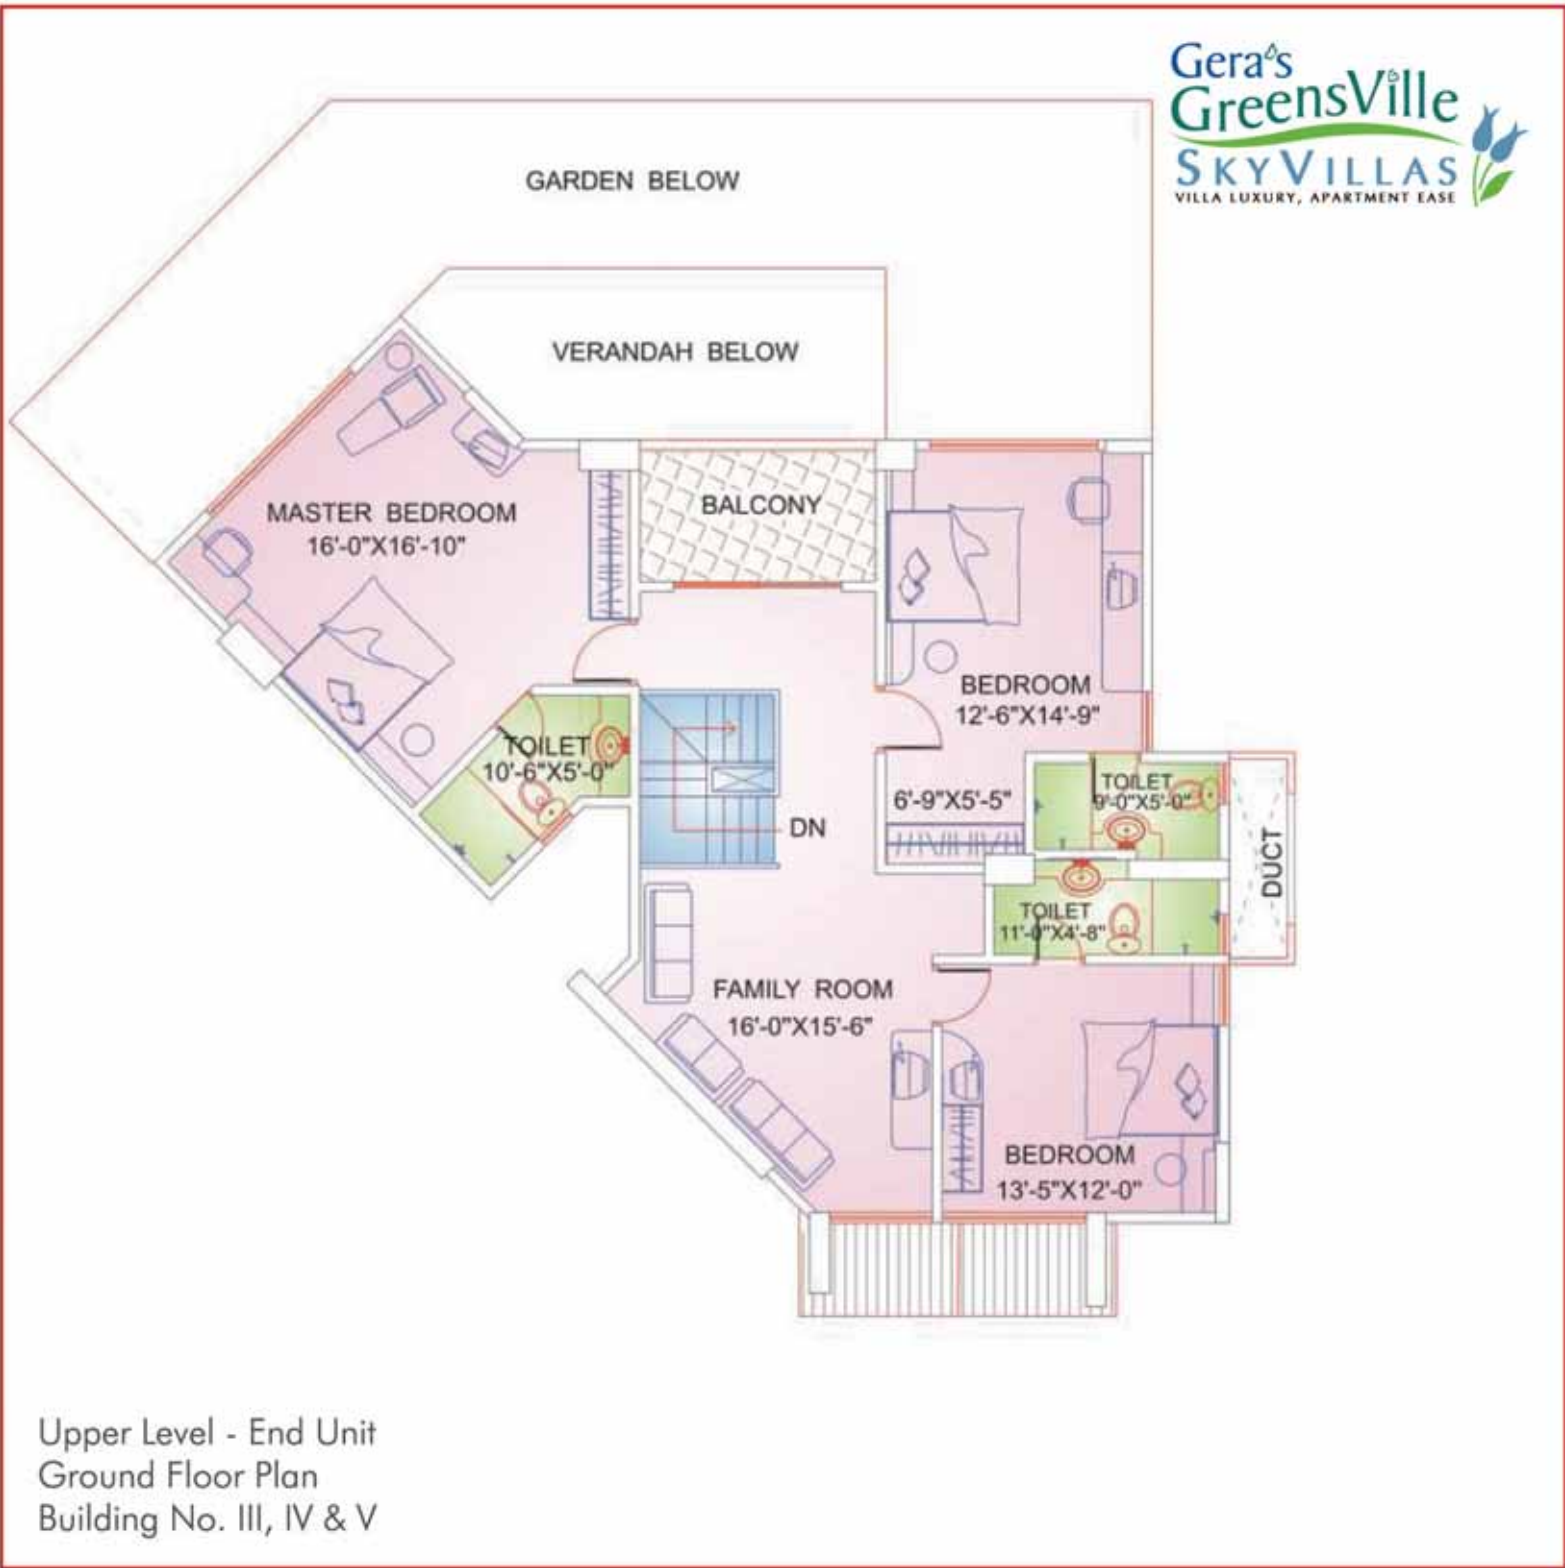 Gera's
GreensVille
SKYVILLAS
VILLA LUXURY, APARTMENT EASE
GARDEN BELOW
VERANDAH BELOW
MASTER BEDROOM
16'-0"X16'-10"
BALCONY
BEDROOM
12'-6"X14'-9"
TOILET
10'-6"X5'-0"
6'-9"X5'-5"
TOILET
9'-0"X5'-0"
DN
DUCT
TOILET
11'-0"X4'-8"
FAMILY ROOM
16'-0"X15'-6"
BEDROOM
13'-5"X12'-0"
Upper Level - End Unit
Ground Floor Plan
Building No. III, IV & V